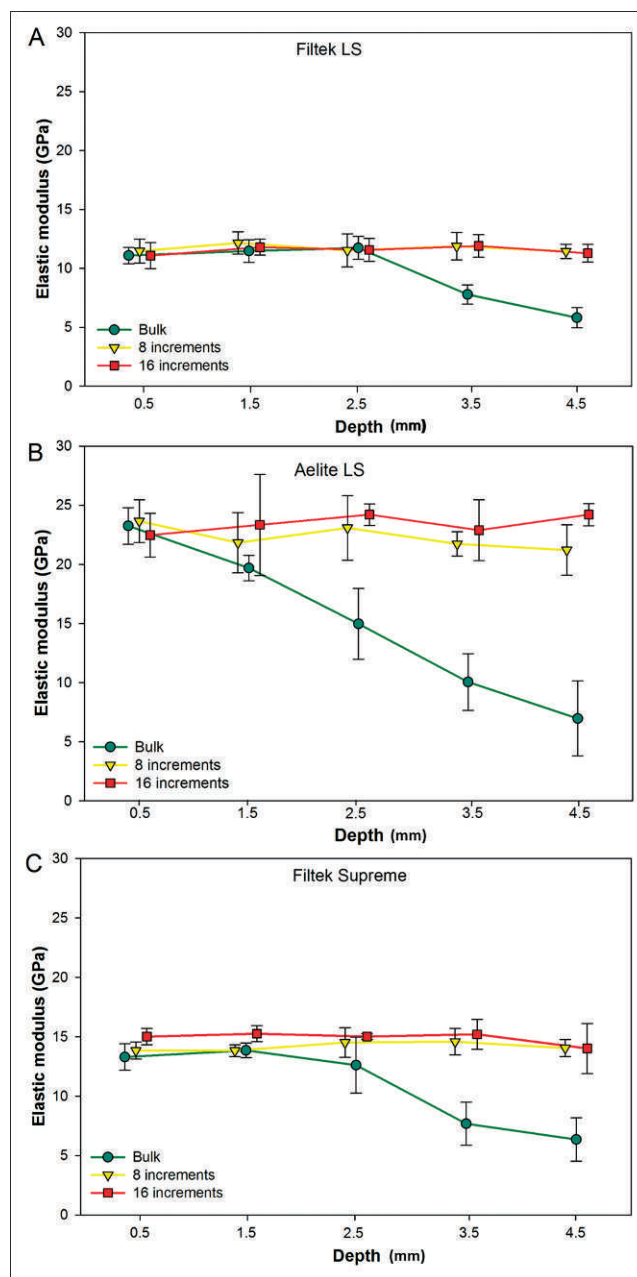 A
Filtek LS
30
25
20
15
10
5
0
Elastic modulus (GPa)
Bulk
8 increments
16 increments
0.5 1.5 2.5 3.5 4.5
Depth (mm)
B
Aelite LS
30
25
20
15
10
5
0
Elastic modulus (GPa)
Bulk
8 increments
16 increments
0.5 1.5 2.5 3.5 4.5
Depth (mm)
C
Filtek Supreme
30
25
20
15
10
5
0
Elastic modulus (GPa)
Bulk
8 increments
16 increments
0.5 1.5 2.5 3.5 4.5
Depth (mm)